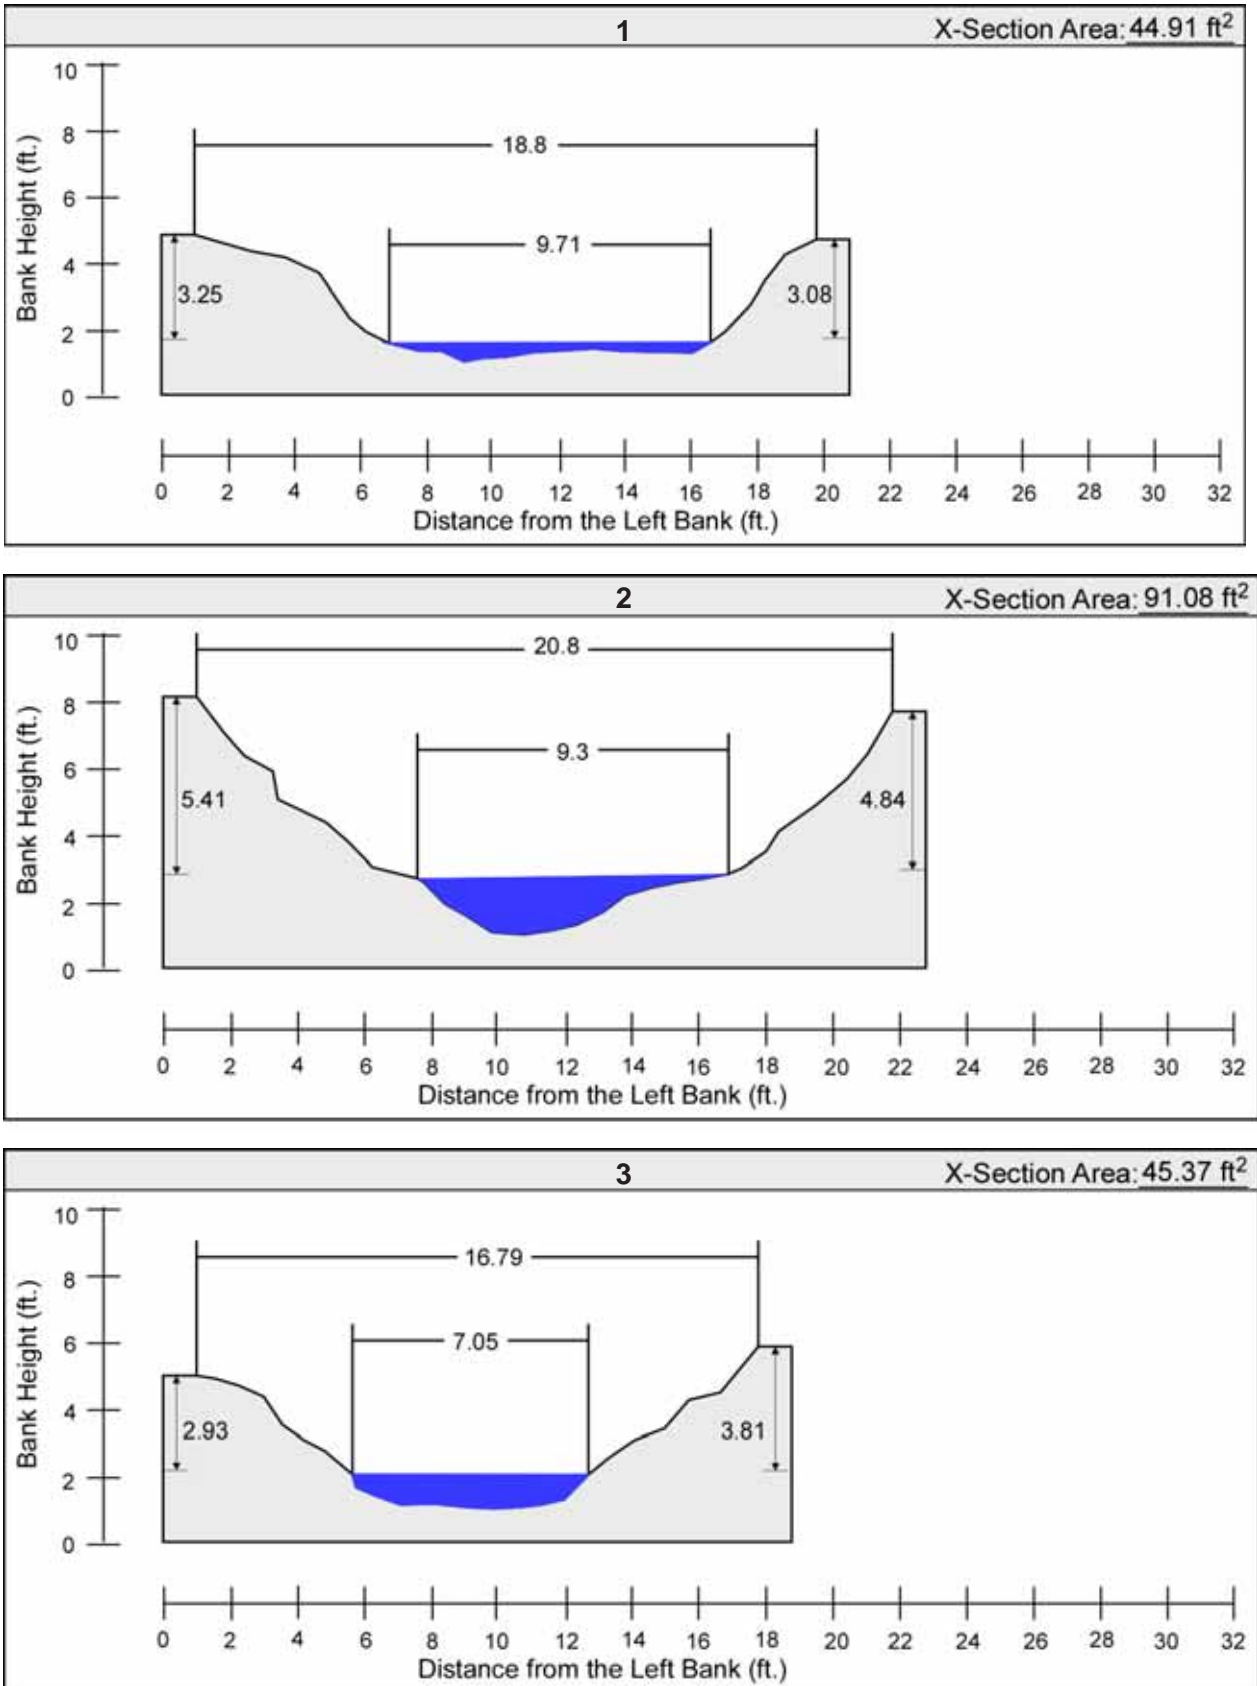 1 X-Section Area: 44.91 ft²
10
8
18.8
6
9.71
4
3.25 3.08
2
0
Bank Height (ft.)
0 2 4 6 8 10 12 14 16 18 20 22 24 26 28 30 32
Distance from the Left Bank (ft.)
2 X-Section Area: 91.08 ft²
10
20.8
8
9.3
6
5.41 4.84
4
2
0
Bank Height (ft.)
0 2 4 6 8 10 12 14 16 18 20 22 24 26 28 30 32
Distance from the Left Bank (ft.)
3 X-Section Area: 45.37 ft²
10
16.79
8
6
7.05
4
2.93 3.81
2
0
Bank Height (ft.)
0 2 4 6 8 10 12 14 16 18 20 22 24 26 28 30 32
Distance from the Left Bank (ft.)